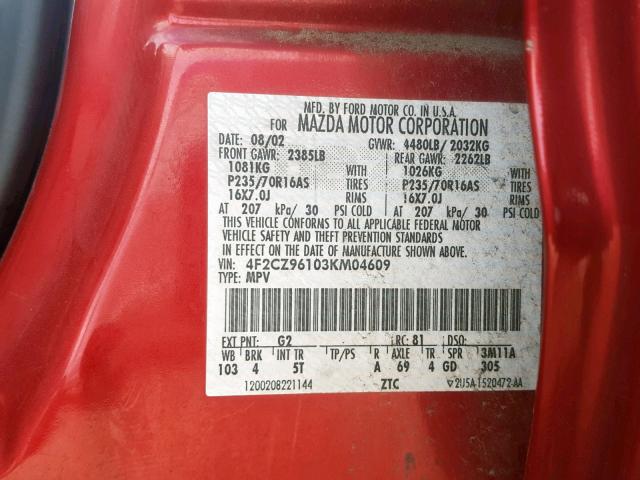 MFD. BY FORD MOTOR CO. IN U.S.A.
FOR MAZDA MOTOR CORPORATION
DATE: 08/02 GVWR: 4480LB/ 2032KG
FRONT GAWR: 2385LB REAR GAWR: 2262LB
1081KG WITH 1026KG WITH
P235/70R16AS TIRES P235/70R16AS TIRES
16X7.0J RIMS 16X7.0J RIMS
AT 207 kPa/ 30 PSI COLD AT 207 kPa/ 30 PSI COLD
THIS VEHICLE CONFORMS TO ALL APPLICABLE FEDERAL MOTOR
VEHICLE SAFETY AND THEFT PREVENTION STANDARDS
IN EFFECT ON THE DATE OF MANUFACTURE SHOWN ABOVE.
VIN: 4F2CZ96103KM04609
TYPE: MPV
EXT PNT: G2 RC: 81 DSO:
WB BRK INT TR TP/PS R AXLE TR SPR 3M11A
103 4 5T A 69 4 GD 305
1200208221144 ZTC 2U5A-1520472-AA